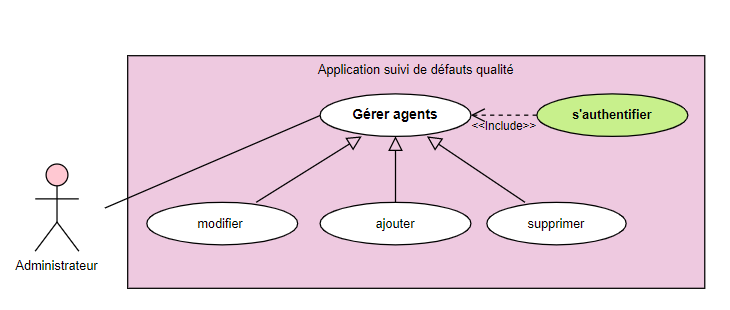 Application suivi de défauts qualité
Gérer agents
s'authentifier
<<Include>>
modifier
ajouter
supprimer
Administrateur